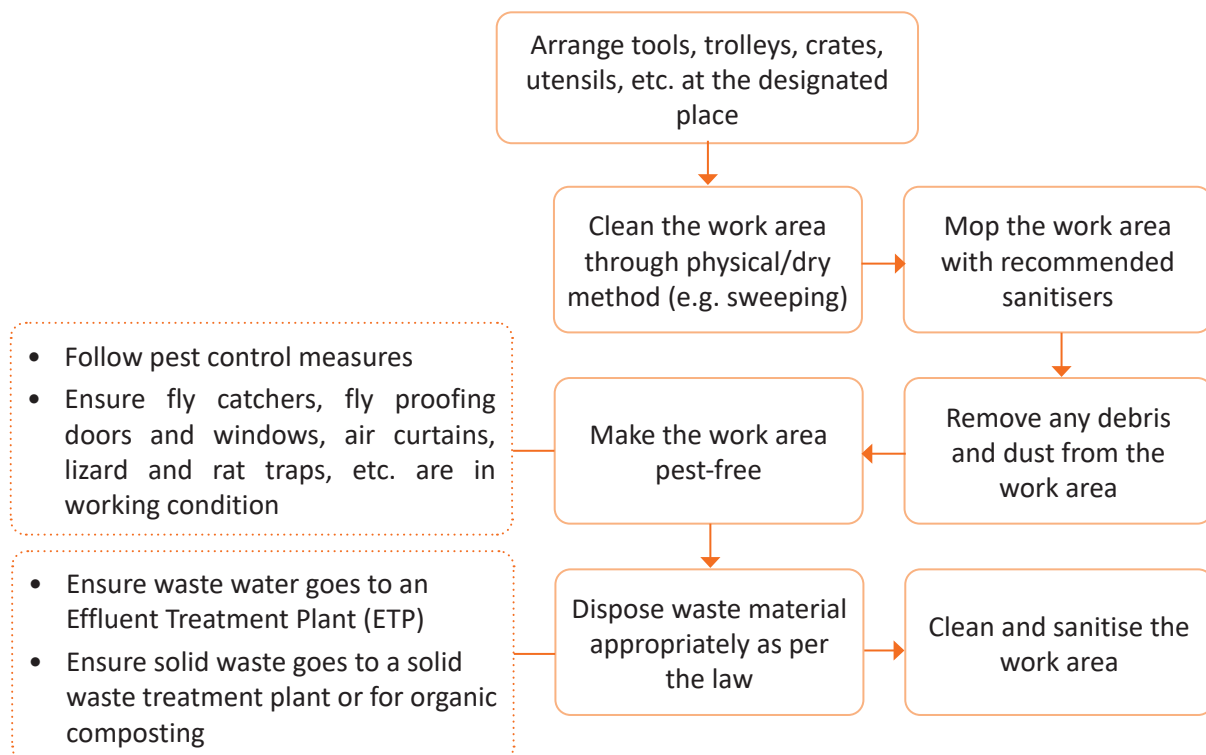 Arrange tools, trolleys, crates,
utensils, etc. at the designated
place
Clean the work area
through physical/dry
method (e.g. sweeping)
Mop the work area
with recommended
sanitisers
• Follow pest control measures
• Ensure fly catchers, fly proofing
doors and windows, air curtains,
lizard and rat traps, etc. are in
working condition
Make the work area
pest-free
Remove any debris
and dust from the
work area
• Ensure waste water goes to an
Effluent Treatment Plant (ETP)
• Ensure solid waste goes to a solid
waste treatment plant or for organic
composting
Dispose waste material
appropriately as per
the law
Clean and sanitise the
work area